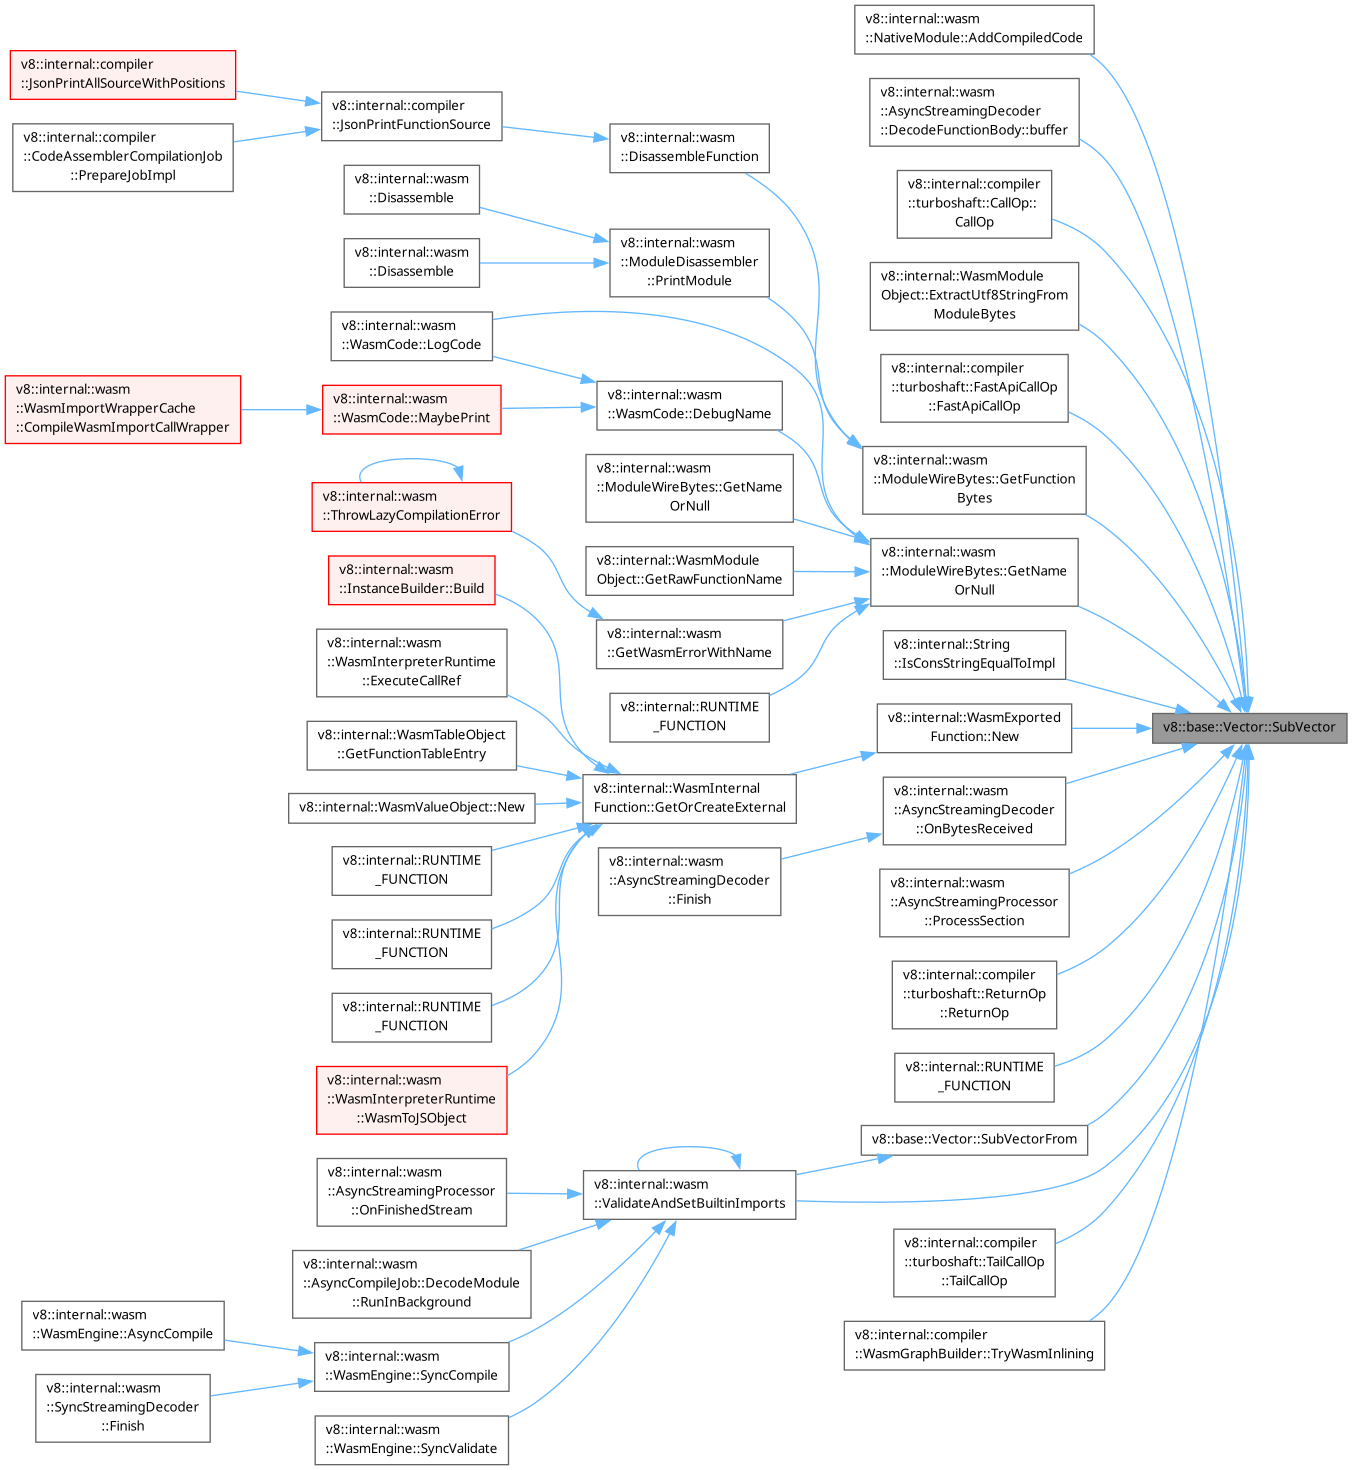 v8::internal::wasm
::NativeModule::AddCompiledCode
v8::internal::wasm
::AsyncStreamingDecoder
::DecodeFunctionBody::buffer
v8::internal::compiler
::turboshaft::CallOp::
CallOp
v8::internal::WasmModule
Object::ExtractUtf8StringFrom
ModuleBytes
v8::internal::compiler
::turboshaft::FastApiCallOp
::FastApiCallOp
v8::internal::wasm
::ModuleWireBytes::GetFunction
Bytes
v8::internal::wasm
::ModuleWireBytes::GetName
OrNull
v8::internal::String
::IsConsStringEqualToImpl
v8::internal::WasmExported
Function::New
v8::internal::wasm
::AsyncStreamingDecoder
::OnBytesReceived
v8::internal::wasm
::AsyncStreamingProcessor
::ProcessSection
v8::internal::compiler
::turboshaft::ReturnOp
::ReturnOp
v8::internal::RUNTIME
_FUNCTION
v8::base::Vector::SubVectorFrom
v8::internal::compiler
::turboshaft::TailCallOp
::TailCallOp
v8::internal::compiler
::WasmGraphBuilder::TryWasmInlining
v8::base::Vector::SubVector
v8::internal::wasm
::DisassembleFunction
v8::internal::wasm
::ModuleDisassembler
::PrintModule
v8::internal::wasm
::WasmCode::DebugName
v8::internal::wasm
::ModuleWireBytes::GetName
OrNull
v8::internal::WasmModule
Object::GetRawFunctionName
v8::internal::wasm
::GetWasmErrorWithName
v8::internal::RUNTIME
_FUNCTION
v8::internal::WasmInternal
Function::GetOrCreateExternal
v8::internal::wasm
::AsyncStreamingDecoder
::Finish
v8::internal::wasm
::ValidateAndSetBuiltinImports
v8::internal::compiler
::JsonPrintFunctionSource
v8::internal::wasm
::Disassemble
v8::internal::wasm
::Disassemble
v8::internal::wasm
::WasmCode::LogCode
v8::internal::wasm
::WasmCode::MaybePrint
v8::internal::wasm
::ThrowLazyCompilationError
v8::internal::wasm
::InstanceBuilder::Build
v8::internal::wasm
::WasmInterpreterRuntime
::ExecuteCallRef
v8::internal::WasmTableObject
::GetFunctionTableEntry
v8::internal::WasmValueObject::New
v8::internal::RUNTIME
_FUNCTION
v8::internal::RUNTIME
_FUNCTION
v8::internal::RUNTIME
_FUNCTION
v8::internal::wasm
::WasmInterpreterRuntime
::WasmToJSObject
v8::internal::wasm
::AsyncStreamingProcessor
::OnFinishedStream
v8::internal::wasm
::AsyncCompileJob::DecodeModule
::RunInBackground
v8::internal::wasm
::WasmEngine::SyncCompile
v8::internal::wasm
::WasmEngine::SyncValidate
v8::internal::compiler
::JsonPrintAllSourceWithPositions
v8::internal::compiler
::CodeAssemblerCompilationJob
::PrepareJobImpl
v8::internal::wasm
::WasmImportWrapperCache
::CompileWasmImportCallWrapper
v8::internal::wasm
::WasmEngine::AsyncCompile
v8::internal::wasm
::SyncStreamingDecoder
::Finish